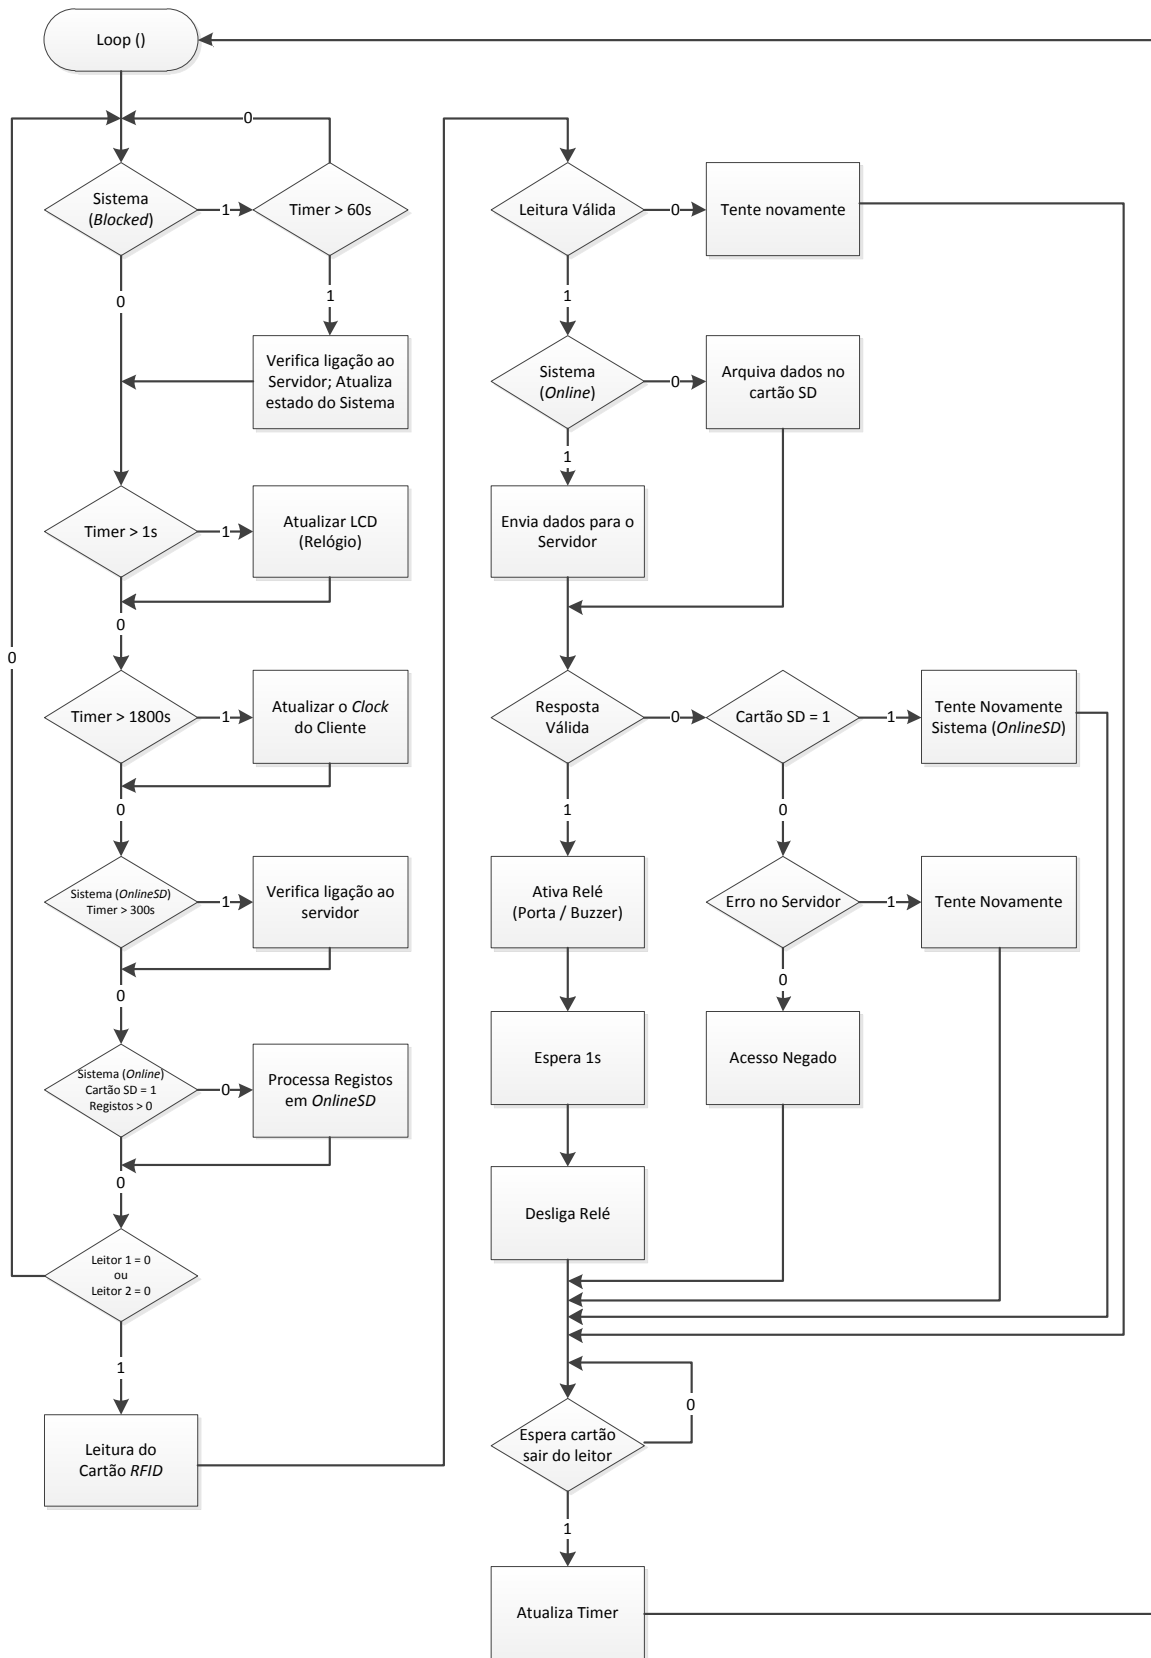 Loop ()
0
Sistema
(Blocked)
1
Timer > 60s
0
1
Verifica ligação ao
Servidor; Atualiza
estado do Sistema
Timer > 1s
1
Atualizar LCD
(Relógio)
0
0
Timer > 1800s
1
Atualizar o Clock
do Cliente
0
Sistema (OnlineSD)
Timer > 300s
1
Verifica ligação ao
servidor
0
Sistema (Online)
Cartão SD = 1
Registos > 0
0
Processa Registos
em OnlineSD
0
Leitor 1 = 0
ou
Leitor 2 = 0
1
Leitura do
Cartão RFID
Leitura Válida
0
Tente novamente
1
Sistema
(Online)
0
Arquiva dados no
cartão SD
1
Envia dados para o
Servidor
Resposta
Válida
0
Cartão SD = 1
1
Tente Novamente
Sistema (OnlineSD)
1
0
Ativa Relé
(Porta / Buzzer)
Erro no Servidor
1
Tente Novamente
0
Espera 1s
Acesso Negado
Desliga Relé
0
Espera cartão
sair do leitor
1
Atualiza Timer